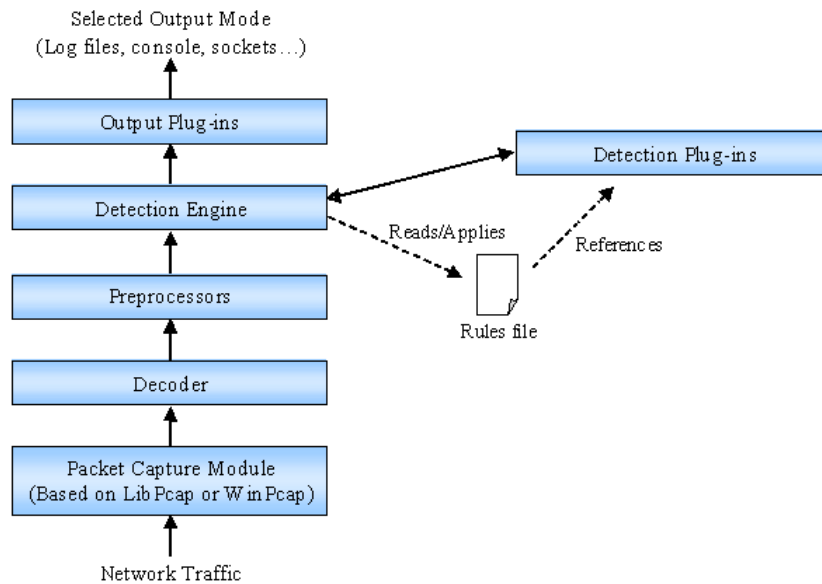 Selected Output Mode
(Log files, console, sockets…)
Output Plug-ins
Detection Plug-ins
Detection Engine
Reads/Applies
References
Preprocessors
Rules file
Decoder
Packet Capture Module
(Based on LibPcap or WinPcap)
Network Traffic